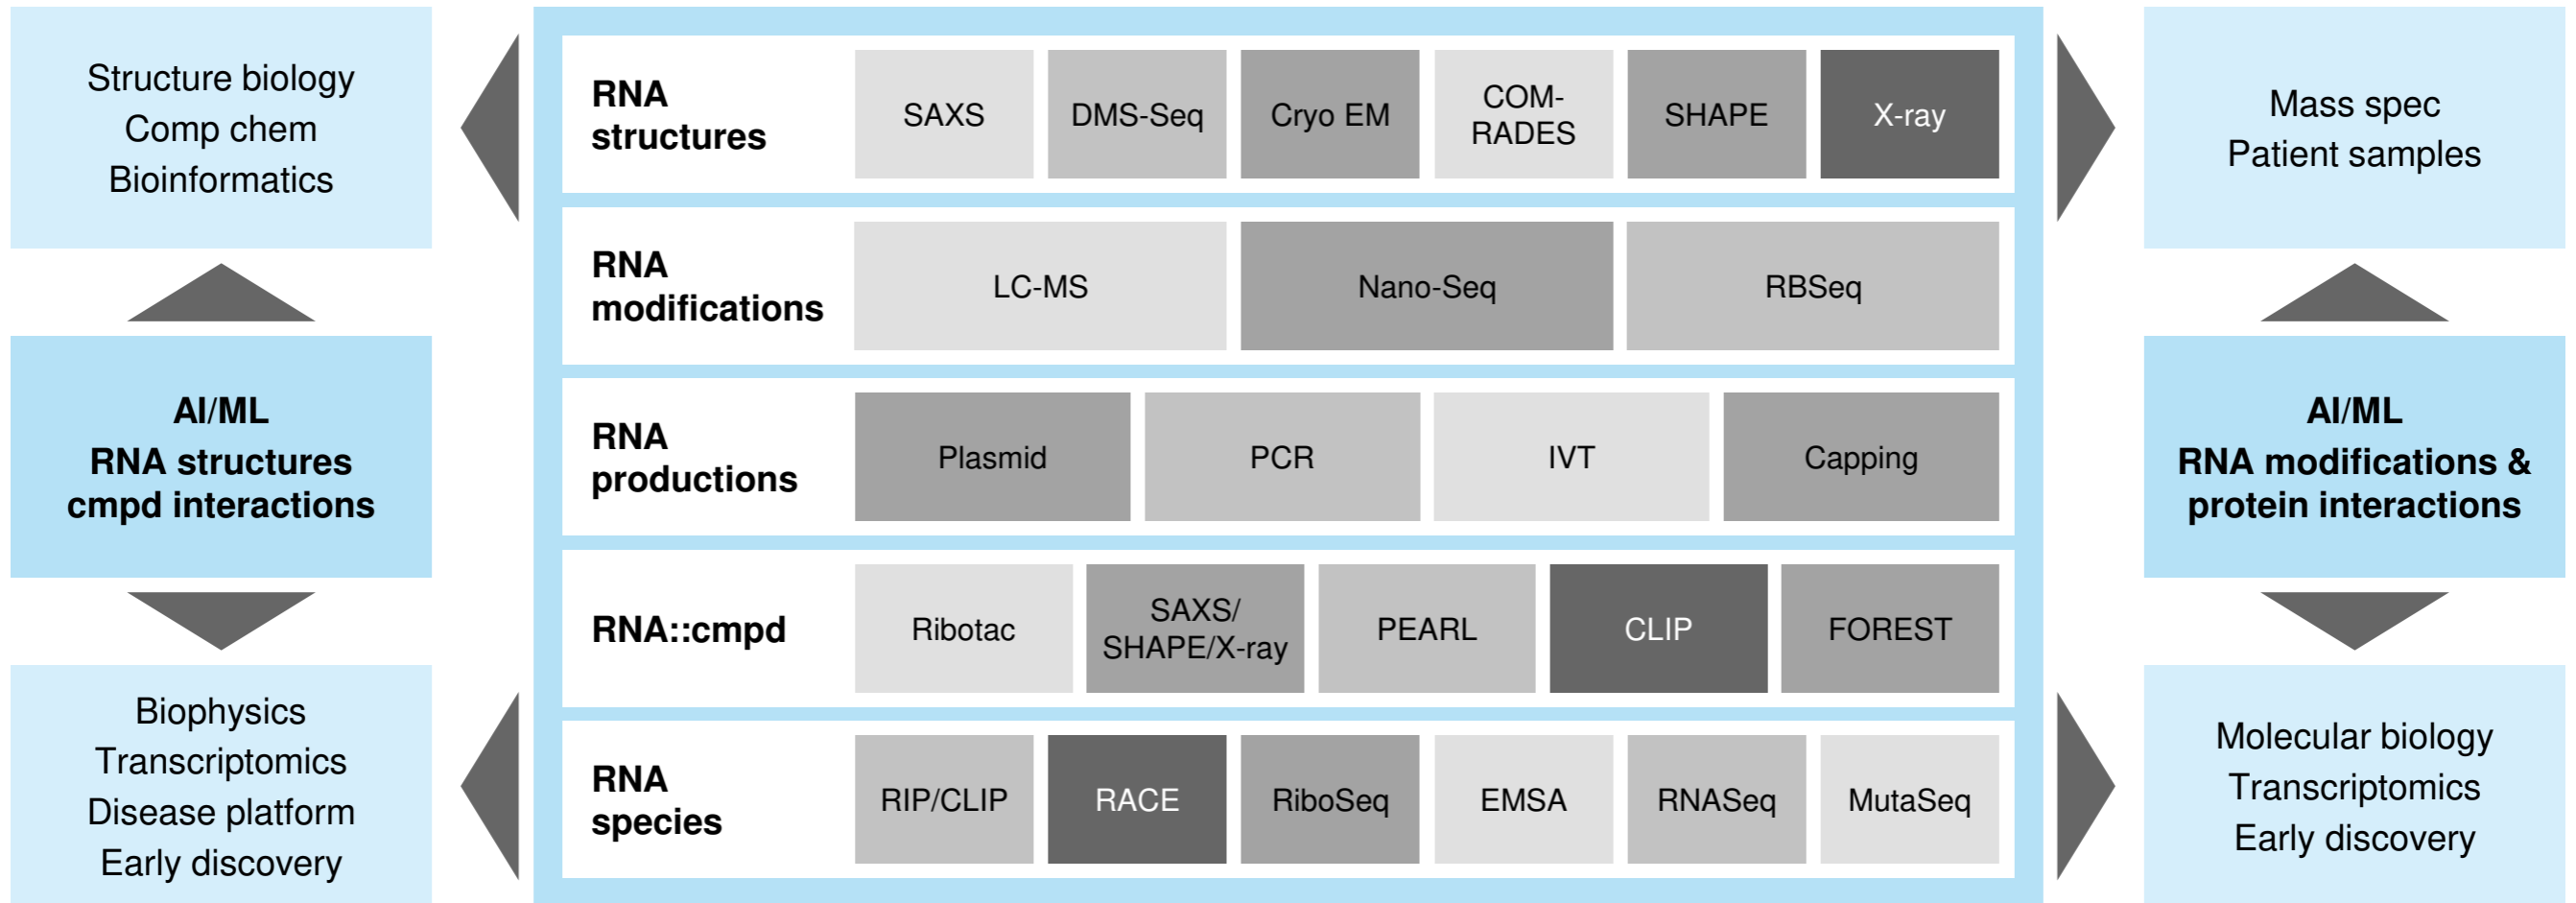 Structure biology
Comp chem
Bioinformatics
AI/ML
RNA structures
cmpd interactions
Biophysics
Transcriptomics
Disease platform
Early discovery
RNA
structures
SAXS
DMS-Seq
Cryo EM
COM-
RADES
SHAPE
X-ray
RNA
modifications
LC-MS
Nano-Seq
RBSeq
RNA
productions
Plasmid
PCR
IVT
Capping
RNA::cmpd
Ribotac
SAXS/
SHAPE/X-ray
PEARL
CLIP
FOREST
RNA
species
RIP/CLIP
RACE
RiboSeq
EMSA
RNASeq
MutaSeq
Mass spec
Patient samples
AI/ML
RNA modifications &
protein interactions
Molecular biology
Transcriptomics
Early discovery